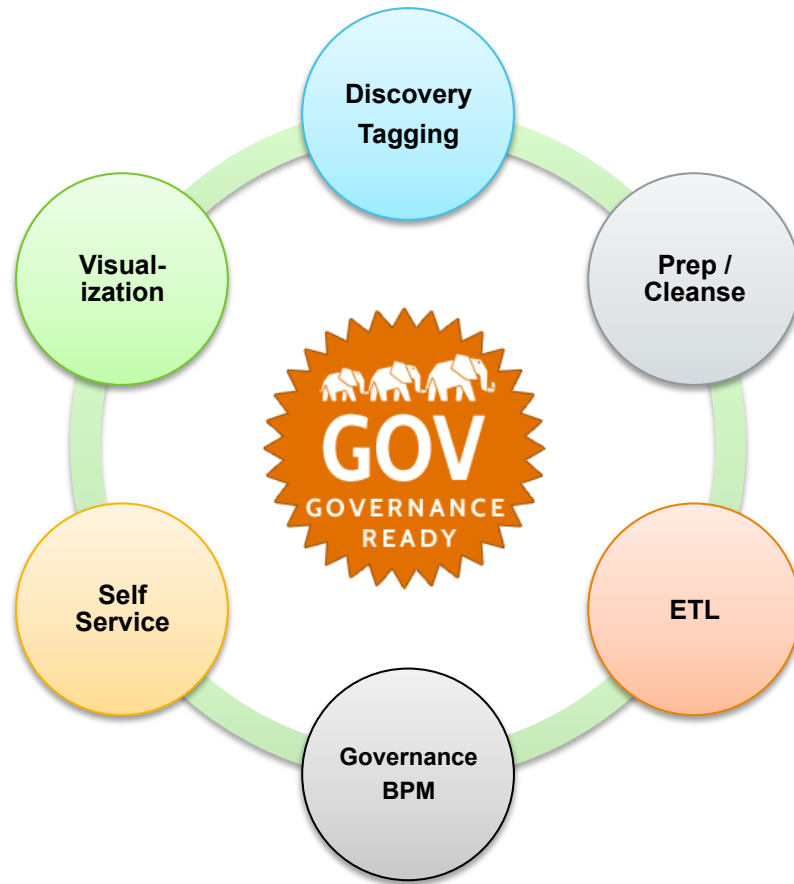 Discovery
Tagging
Visual-
ization
Prep /
Cleanse
GOV
GOVERNANCE
READY
Self
Service
ETL
Governance
BPM